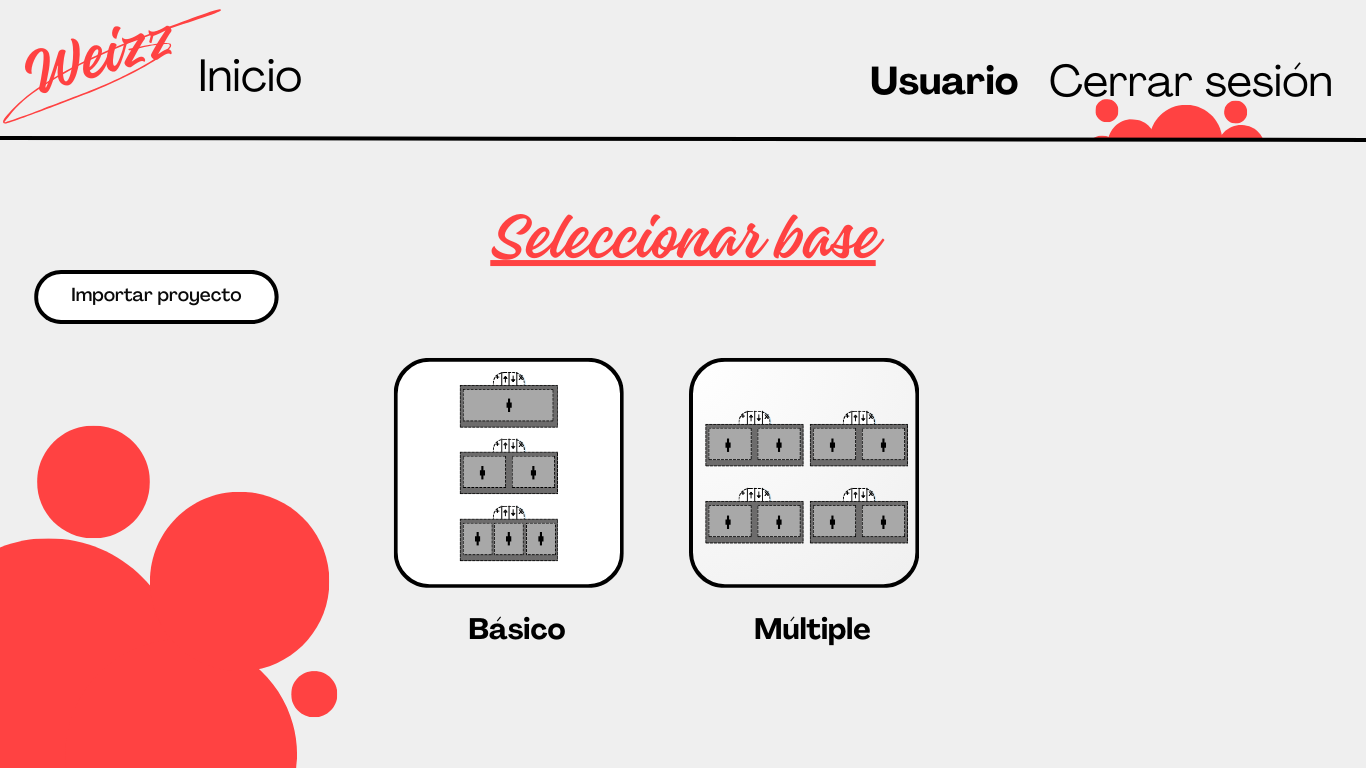 Weizz
Inicio
Usuario
Cerrar sesión
Seleccionar base
Importar proyecto
Básico
Múltiple